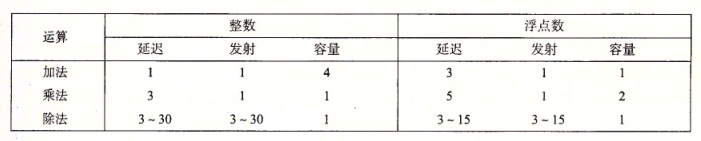 运算 整数 浮点数
延迟 发射 容量 延迟 发射 容量
加法 1 1 4 3 1 1
乘法 3 1 1 5 1 2
除法 3~30 3~30 1 3~15 3~15 1